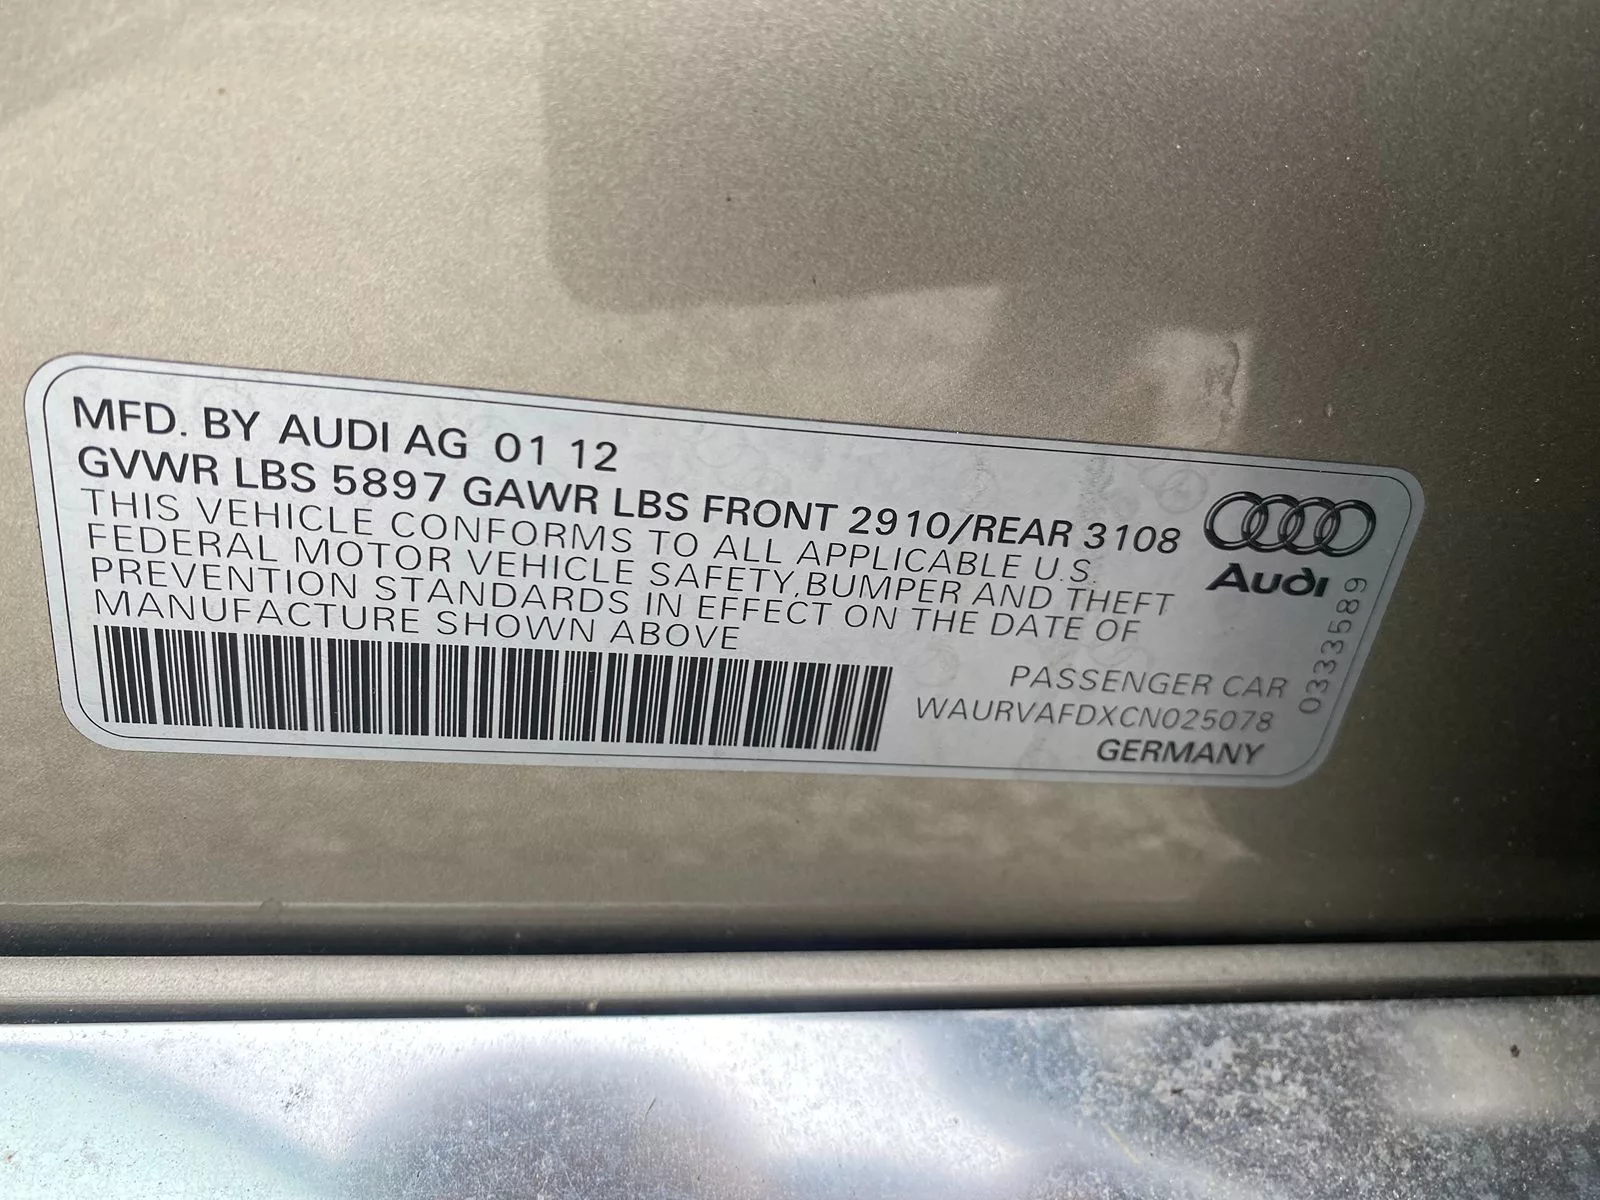 MFD. BY AUDI AG 01 12
GVWR LBS 5897 GAWR LBS FRONT 2910/REAR 3108
THIS VEHICLE CONFORMS TO ALL APPLICABLE U.S.
FEDERAL MOTOR VEHICLE SAFETY,BUMPER AND THEFT
PREVENTION STANDARDS IN EFFECT ON THE DATE OF
MANUFACTURE SHOWN ABOVE
Audi
0333589
PASSENGER CAR
WAURVAFDXCN025078
GERMANY